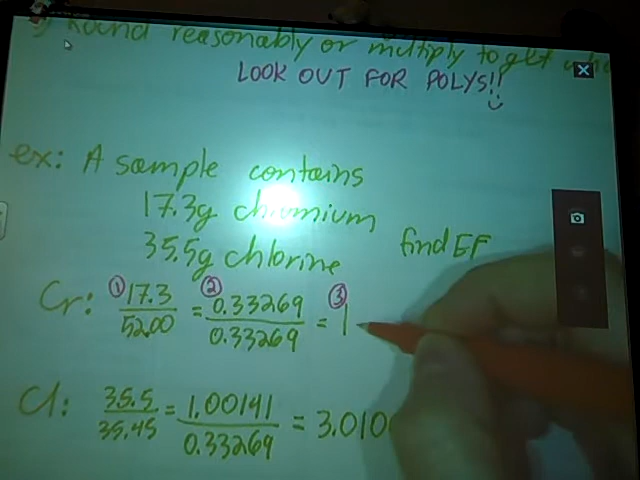 Round reasonably or multiply to get
LOOK OUT FOR POLYS!!
ex: A sample contains
17.3g chromium
35.5g chlorine find EF
Cr: ① 17.3/52.00 = ② 0.33269/0.33269 = ③ 1
Cl: 35.5/35.45 = 1.00141/0.33269 = 3.010